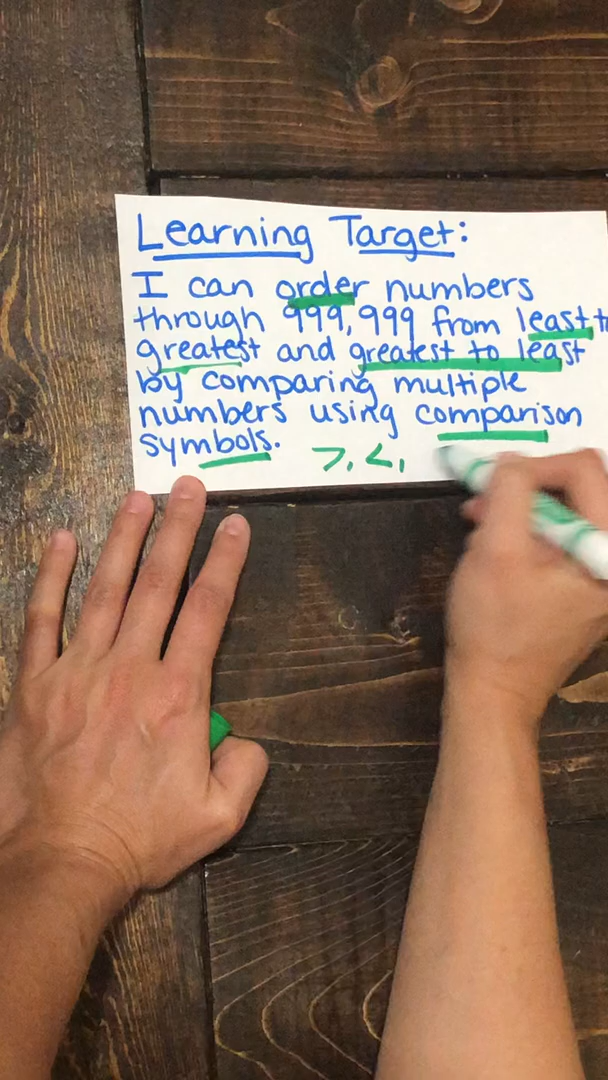 Learning Target:
I can order numbers
through 999,999 from least t
greatest and greatest to least
by comparing multiple
numbers using comparison
symbols. >, <,